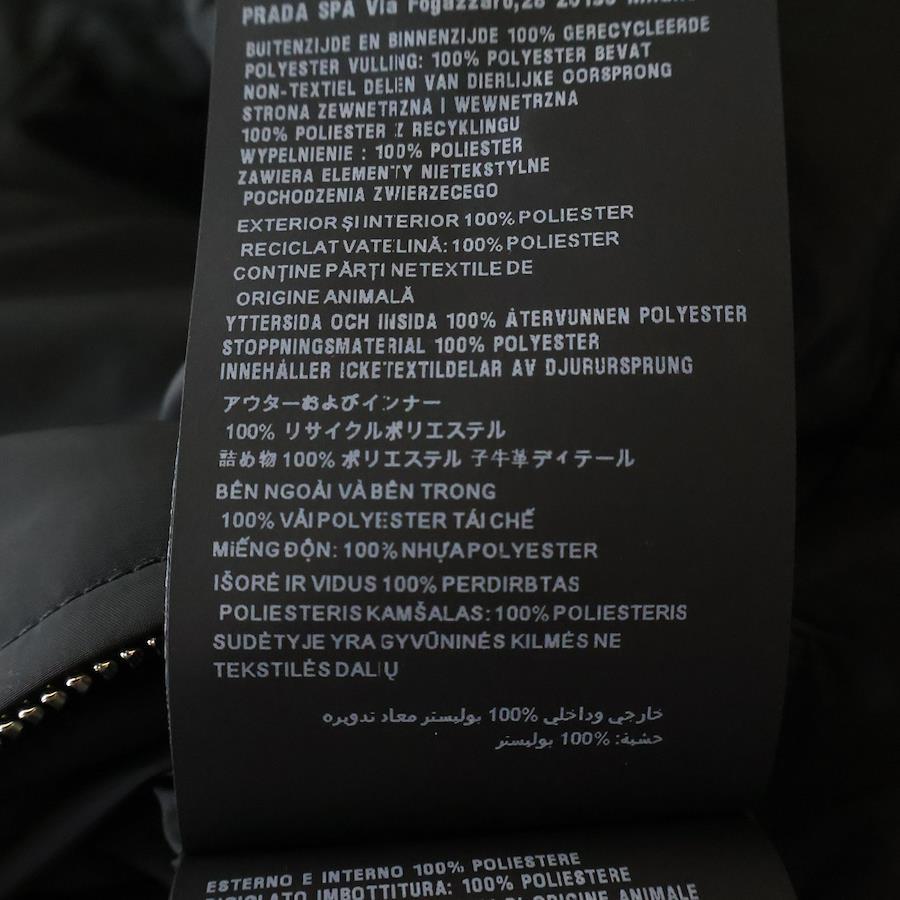 PRADA SPA Via Fogazzaro,28 20135 Milano
BUITENZIJDE EN BINNENZIJDE 100% GERECYCLEERDE
POLYESTER VULLING: 100% POLYESTER BEVAT
NON-TEXTIEL DELEN VAN DIERLIJKE OORSPRONG
STRONA ZEWNETRZNA I WEWNETRZNA
100% POLIESTER Z RECYKLINGU
WYPELNIENIE : 100% POLIESTER
ZAWIERA ELEMENTY NIETEKSTYLNE
POCHODZENIA ZWIERZECEGO
EXTERIOR ȘI INTERIOR 100% POLIESTER
RECICLAT VATELINĂ: 100% POLIESTER
CONȚINE PĂRȚI NETEXTILE DE
ORIGINE ANIMALĂ
YTTERSIDA OCH INSIDA 100% ÅTERVUNNEN POLYESTER
STOPPNINGSMATERIAL 100% POLYESTER
INNEHÅLLER ICKETEXTILDELAR AV DJURURSPRUNG
アウターおよびインナー
100% リサイクルポリエステル
詰め物 100% ポリエステル 子牛革ディテール
BÊN NGOÀI VÀ BÊN TRONG
100% VẢI POLYESTER TÁI CHẾ
MIẾNG ĐỘN: 100% NHỰA POLYESTER
IŠORĖ IR VIDUS 100% PERDIRBTAS
POLIESTERIS KAMŠALAS: 100% POLIESTERIS
SUDĖTYJE YRA GYVŪNINĖS KILMĖS NE
TEKSTILĖS DALIŲ
خارجي وداخلي %100 بوليستر معاد تدويره
حشية: %100 بوليستر
ESTERNO E INTERNO 100% POLIESTERE
RICICLATO IMBOTTITURA: 100% POLIESTERE
DI ORIGINE ANIMALE